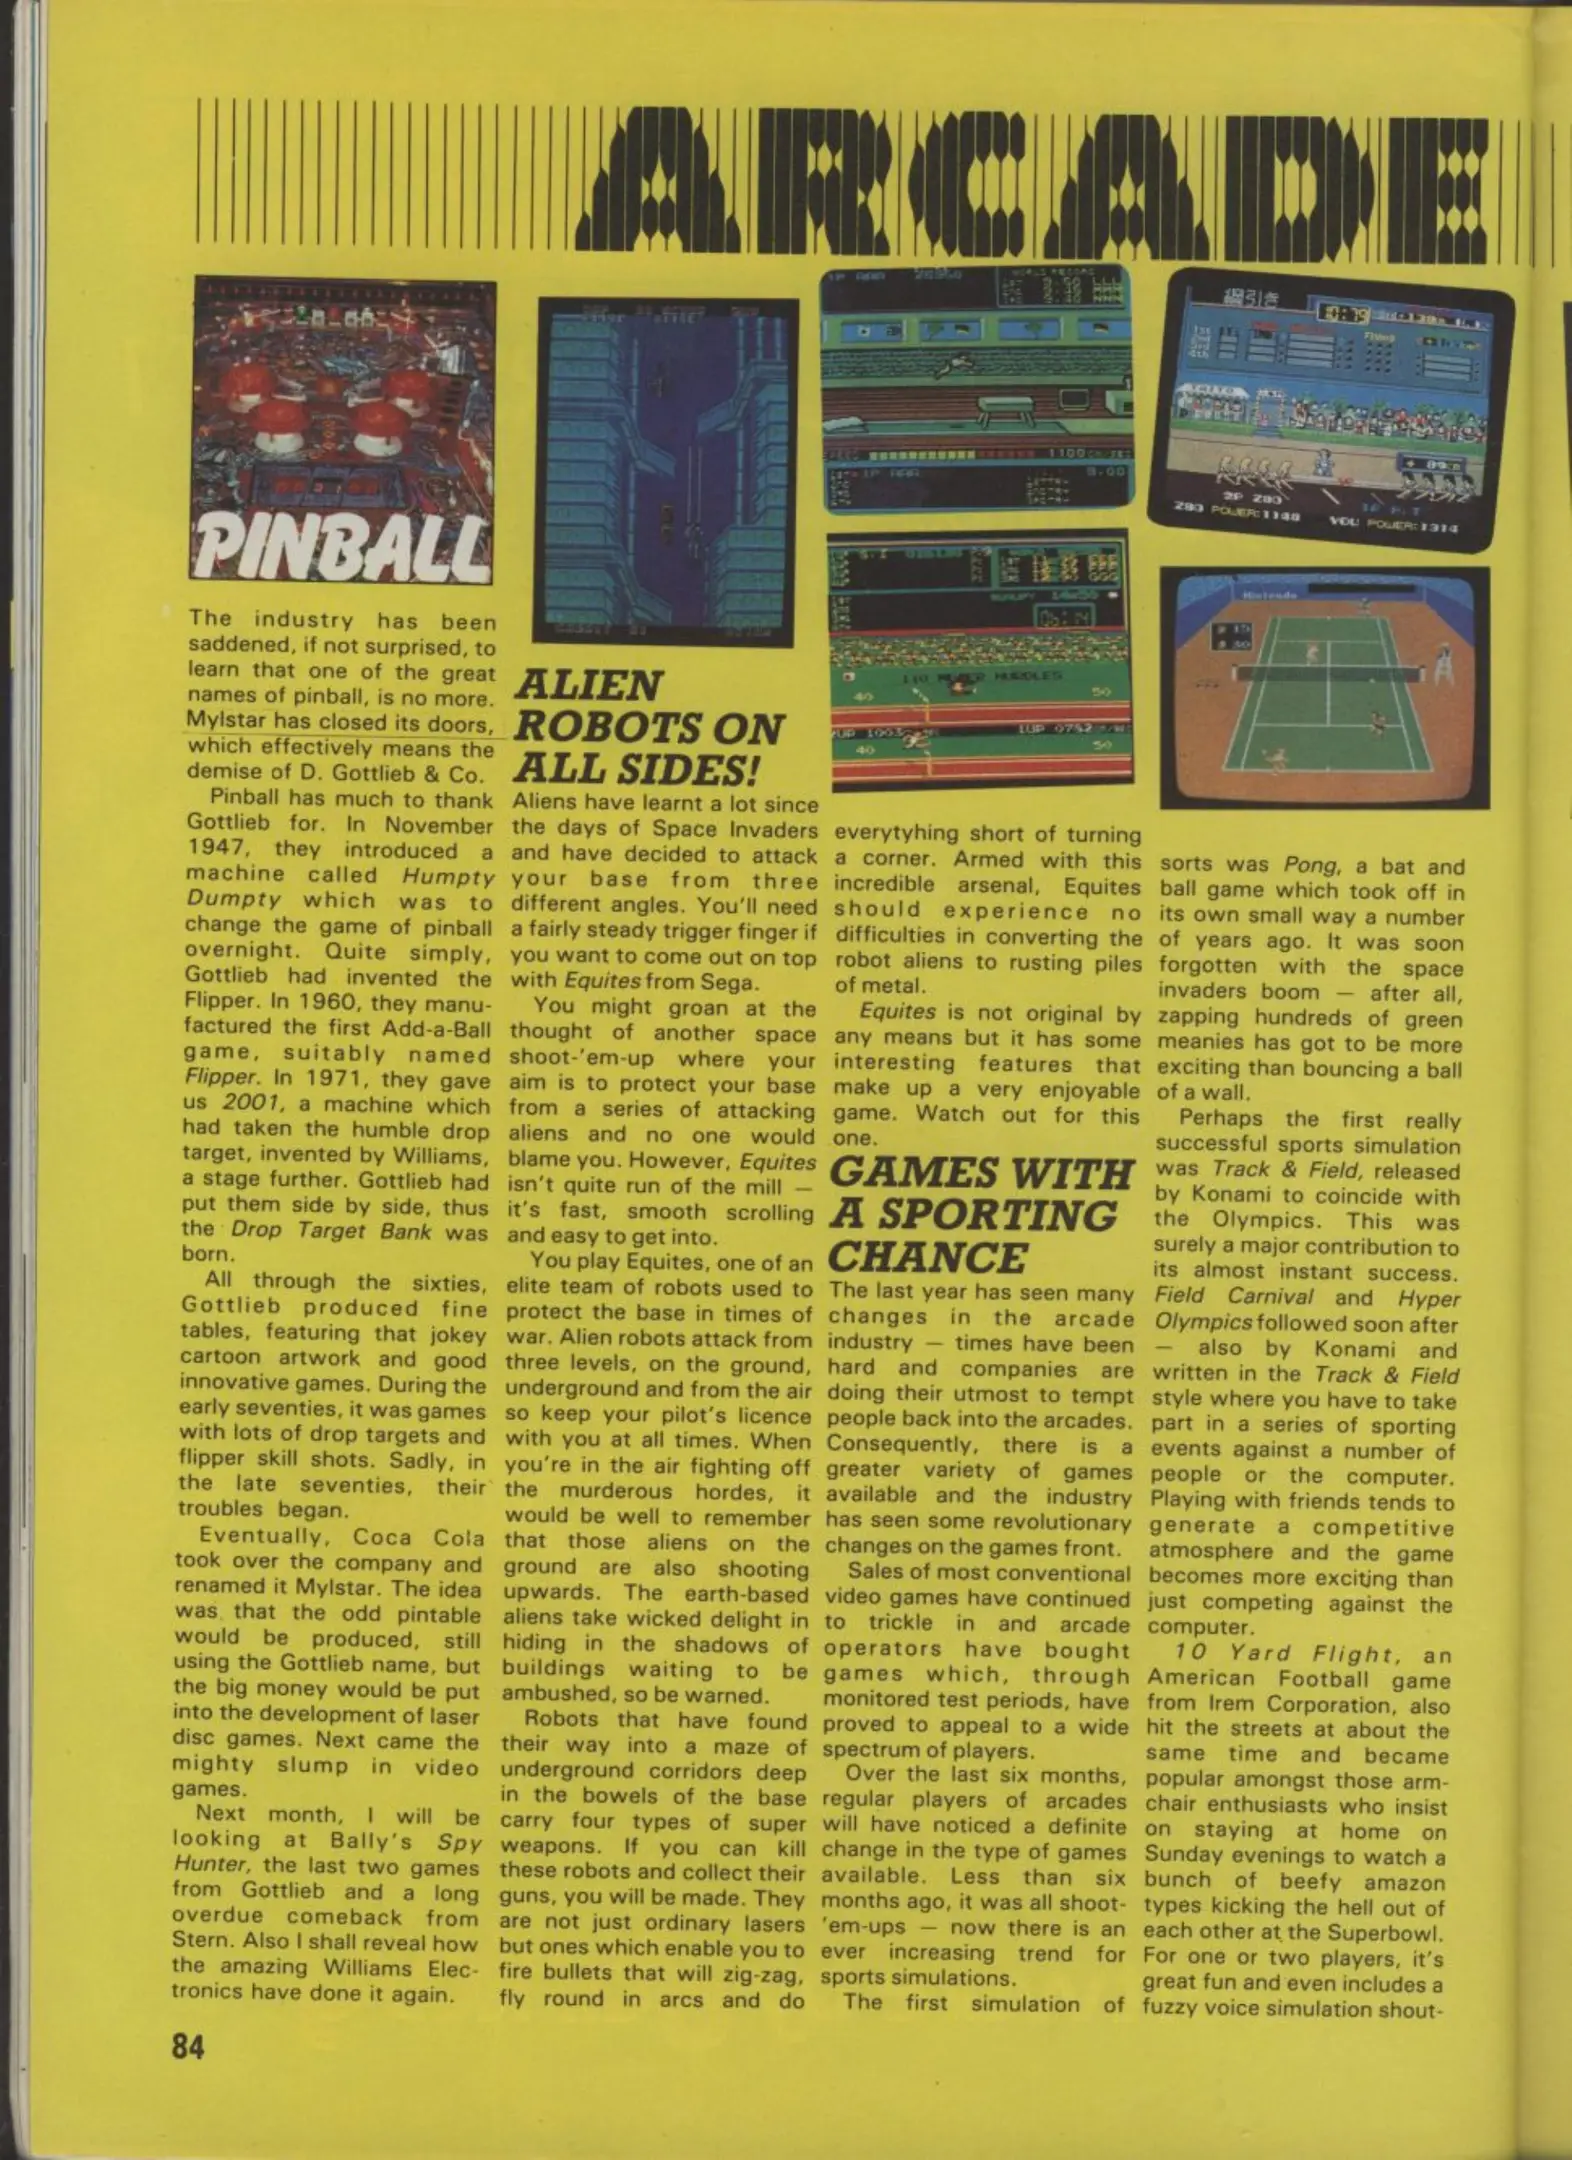 ARCADE
PINBALL
The industry has been
saddened, if not surprised, to
learn that one of the great
names of pinball, is no more.
Mylstar has closed its doors,
which effectively means the
demise of D. Gottlieb & Co.
Pinball has much to thank
Gottlieb for. In November
1947, they introduced a
machine called Humpty
Dumpty which was to
change the game of pinball
overnight. Quite simply,
Gottlieb had invented the
Flipper. In 1960, they manu-
factured the first Add-a-Ball
game, suitably named
Flipper. In 1971, they gave
us 2001, a machine which
had taken the humble drop
target, invented by Williams,
a stage further. Gottlieb had
put them side by side, thus
the Drop Target Bank was
born.
All through the sixties,
Gottlieb produced fine
tables, featuring that jokey
cartoon artwork and good
innovative games. During the
early seventies, it was games
with lots of drop targets and
flipper skill shots. Sadly, in
the late seventies, their
troubles began.
Eventually, Coca Cola
took over the company and
renamed it Mylstar. The idea
was that the odd pintable
would be produced, still
using the Gottlieb name, but
the big money would be put
into the development of laser
disc games. Next came the
mighty slump in video
games.
Next month, I will be
looking at Bally's Spy
Hunter, the last two games
from Gottlieb and a long
overdue comeback from
Stern. Also I shall reveal how
the amazing Williams Elec-
tronics have done it again.
ALIEN
ROBOTS ON
ALL SIDES!
Aliens have learnt a lot since
the days of Space Invaders
and have decided to attack
your base from three
different angles. You'll need
a fairly steady trigger finger if
you want to come out on top
with Equites from Sega.
You might groan at the
thought of another space
shoot-'em-up where your
aim is to protect your base
from a series of attacking
aliens and no one would
blame you. However, Equites
isn't quite run of the mill —
it's fast, smooth scrolling
and easy to get into.
You play Equites, one of an
elite team of robots used to
protect the base in times of
war. Alien robots attack from
three levels, on the ground,
underground and from the air
so keep your pilot's licence
with you at all times. When
you're in the air fighting off
the murderous hordes, it
would be well to remember
that those aliens on the
ground are also shooting
upwards. The earth-based
aliens take wicked delight in
hiding in the shadows of
buildings waiting to be
ambushed, so be warned.
Robots that have found
their way into a maze of
underground corridors deep
in the bowels of the base
carry four types of super
weapons. If you can kill
these robots and collect their
guns, you will be made. They
are not just ordinary lasers
but ones which enable you to
fire bullets that will zig-zag,
fly round in arcs and do
WORLD RECORD
1100
9.00
110 METER HURDLES
40
50
1UP 0752
40
50
everytyhing short of turning
a corner. Armed with this
incredible arsenal, Equites
should experience no
difficulties in converting the
robot aliens to rusting piles
of metal.
Equites is not original by
any means but it has some
interesting features that
make up a very enjoyable
game. Watch out for this
one.
GAMES WITH
A SPORTING
CHANCE
The last year has seen many
changes in the arcade
industry — times have been
hard and companies are
doing their utmost to tempt
people back into the arcades.
Consequently, there is a
greater variety of games
available and the industry
has seen some revolutionary
changes on the games front.
Sales of most conventional
video games have continued
to trickle in and arcade
operators have bought
games which, through
monitored test periods, have
proved to appeal to a wide
spectrum of players.
Over the last six months,
regular players of arcades
will have noticed a definite
change in the type of games
available. Less than six
months ago, it was all shoot-
'em-ups — now there is an
ever increasing trend for
sports simulations.
The first simulation of
綱引き
10:79
TAITO
89
2P Z80
Z80 POWER:1148
YOU POWER:1314
Nintendo
15
30
sorts was Pong, a bat and
ball game which took off in
its own small way a number
of years ago. It was soon
forgotten with the space
invaders boom — after all,
zapping hundreds of green
meanies has got to be more
exciting than bouncing a ball
of a wall.
Perhaps the first really
successful sports simulation
was Track & Field, released
by Konami to coincide with
the Olympics. This was
surely a major contribution to
its almost instant success.
Field Carnival and Hyper
Olympics followed soon after
— also by Konami and
written in the Track & Field
style where you have to take
part in a series of sporting
events against a number of
people or the computer.
Playing with friends tends to
generate a competitive
atmosphere and the game
becomes more exciting than
just competing against the
computer.
10 Yard Flight, an
American Football game
from Irem Corporation, also
hit the streets at about the
same time and became
popular amongst those arm-
chair enthusiasts who insist
on staying at home on
Sunday evenings to watch a
bunch of beefy amazon
types kicking the hell out of
each other at the Superbowl.
For one or two players, it's
great fun and even includes a
fuzzy voice simulation shout-
84